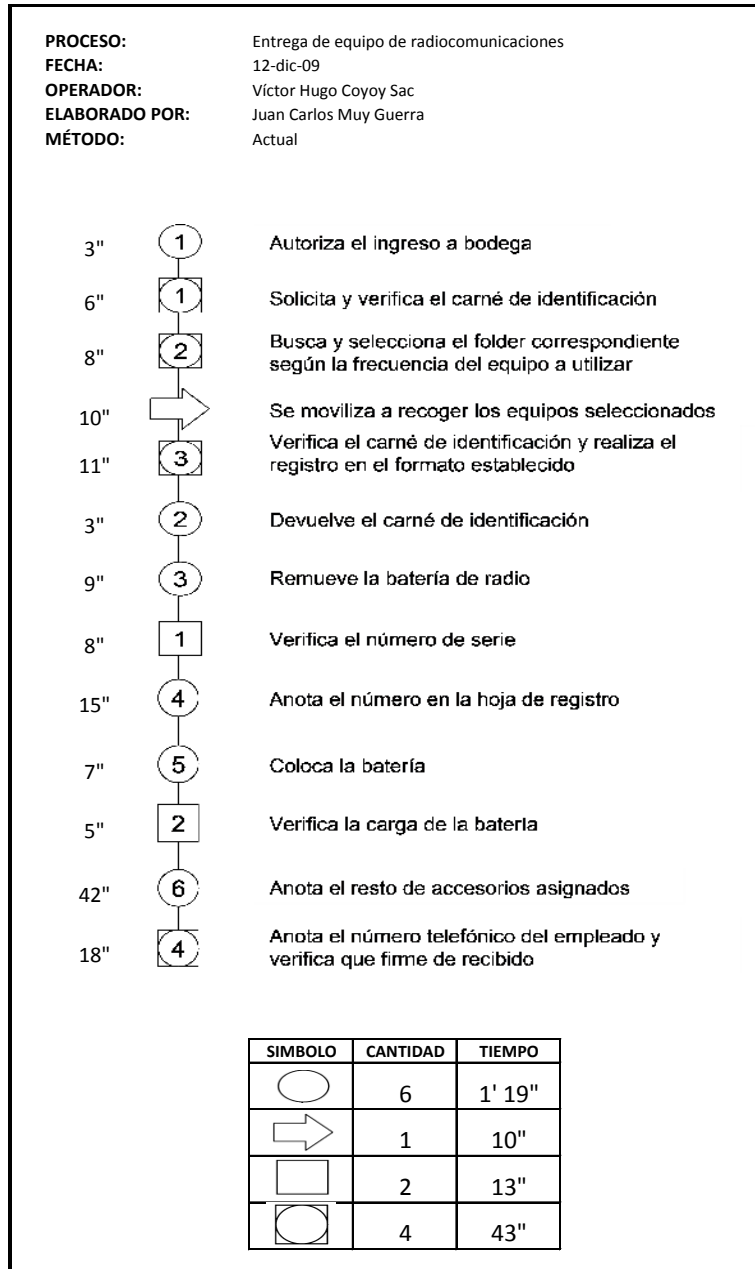 PROCESO: Entrega de equipo de radiocomunicaciones
FECHA: 12-dic-09
OPERADOR: Víctor Hugo Coyoy Sac
ELABORADO POR: Juan Carlos Muy Guerra
MÉTODO: Actual
3" 1 Autoriza el ingreso a bodega
6" 1 Solicita y verifica el carné de identificación
Busca y selecciona el folder correspondiente
8" 2 según la frecuencia del equipo a utilizar
10" Se moviliza a recoger los equipos seleccionados
Verifica el carné de identificación y realiza el
11" 3 registro en el formato establecido
3" 2 Devuelve el carné de identificación
9" 3 Remueve la batería de radio
8" 1 Verifica el número de serie
15" 4 Anota el número en la hoja de registro
7" 5 Coloca la batería
5" 2 Verifica la carga de la batería
42" 6 Anota el resto de accesorios asignados
Anota el número telefónico del empleado y
18" 4 verifica que firme de recibido
SIMBOLO CANTIDAD TIEMPO
6 1' 19"
1 10"
2 13"
4 43"